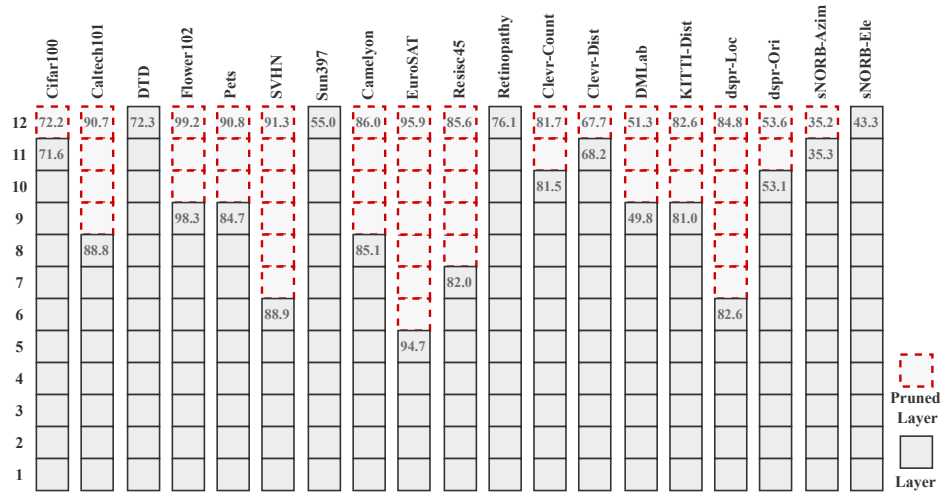 Cifar100 Caltech101 DTD Flower102 Pets SVHN Sun397 Camelyon EuroSAT Resisc45 Retinopathy Clevr-Count Clevr-Dist DMLab KITTI-Dist dspr-Loc dspr-Ori sNORB-Azim sNORB-Ele
12 72.2 90.7 72.3 99.2 90.8 91.3 55.0 86.0 95.9 85.6 76.1 81.7 67.7 51.3 82.6 84.8 53.6 35.2 43.3
11 71.6 68.2 35.3
10 81.5 53.1
9 98.3 84.7 49.8 81.0
8 88.8 85.1
7 82.0
6 88.9 82.6
5 94.7
4
3
2
1
Pruned
Layer
Layer